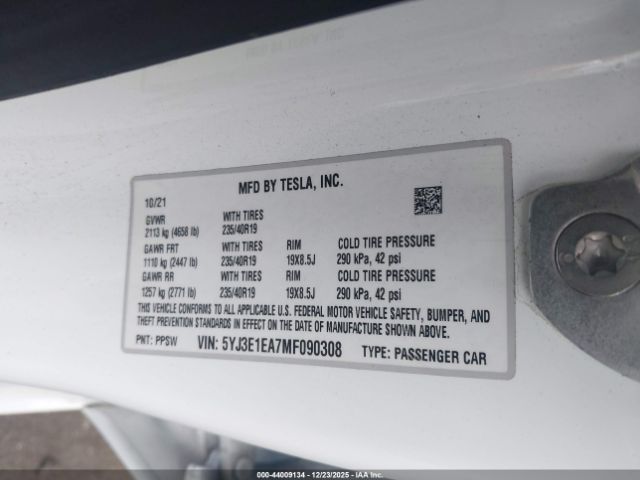 MFD BY TESLA, INC.
10/21
GVWR WITH TIRES
2113 kg (4658 lb) 235/40R19
GAWR FRT WITH TIRES RIM COLD TIRE PRESSURE
1110 kg (2447 lb) 235/40R19 19X8.5J 290 kPa, 42 psi
GAWR RR WITH TIRES RIM COLD TIRE PRESSURE
1257 kg (2771 lb) 235/40R19 19X8.5J 290 kPa, 42 psi
THIS VEHICLE CONFORMS TO ALL APPLICABLE U.S. FEDERAL MOTOR VEHICLE SAFETY, BUMPER, AND
THEFT PREVENTION STANDARDS IN EFFECT ON THE DATE OF MANUFACTURE SHOWN ABOVE.
PNT: PPSW VIN: 5YJ3E1EA7MF090308 TYPE: PASSENGER CAR
000-44009134 - 12/23/2025 - COPYRIGHT IAA, INC.